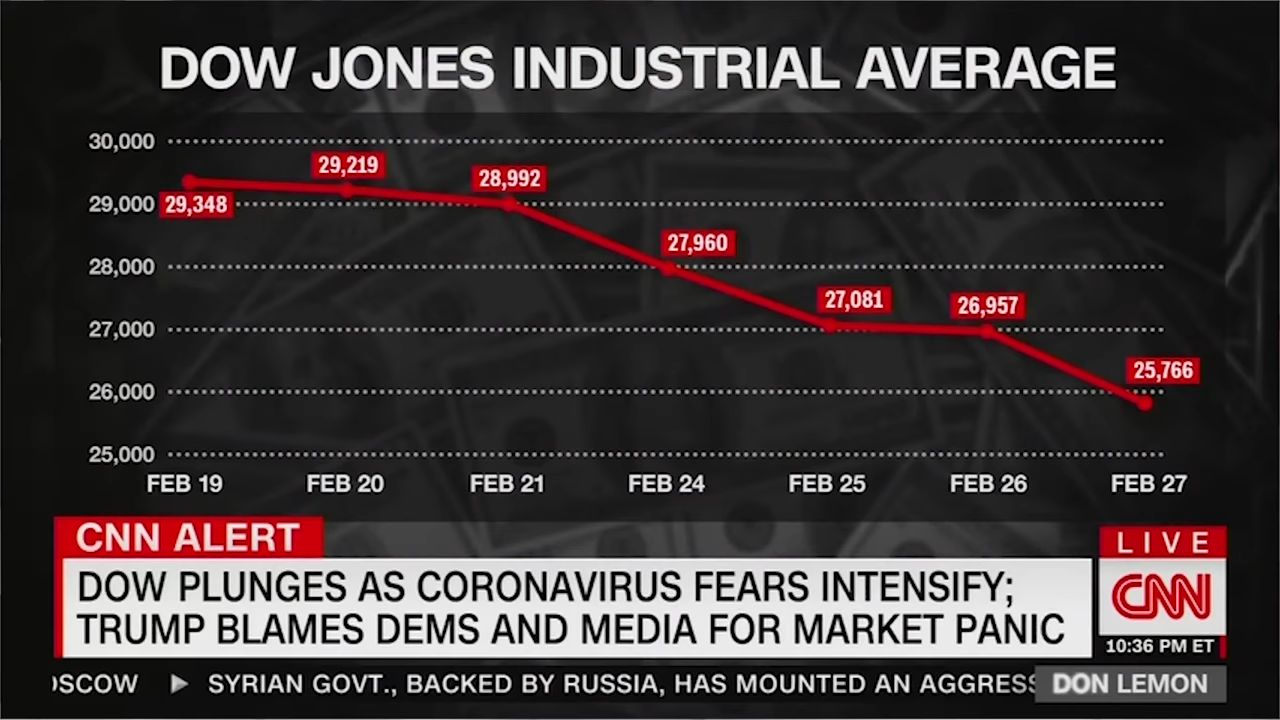 DOW JONES INDUSTRIAL AVERAGE
30,000
29,000
28,000
27,000
26,000
25,000
29,348
29,219
28,992
27,960
27,081
26,957
25,766
FEB 19 FEB 20 FEB 21 FEB 24 FEB 25 FEB 26 FEB 27
CNN ALERT
DOW PLUNGES AS CORONAVIRUS FEARS INTENSIFY;
TRUMP BLAMES DEMS AND MEDIA FOR MARKET PANIC
LIVE
CNN
10:36 PM ET
OSCOW ▶ SYRIAN GOVT., BACKED BY RUSSIA, HAS MOUNTED AN AGGRESS
DON LEMON